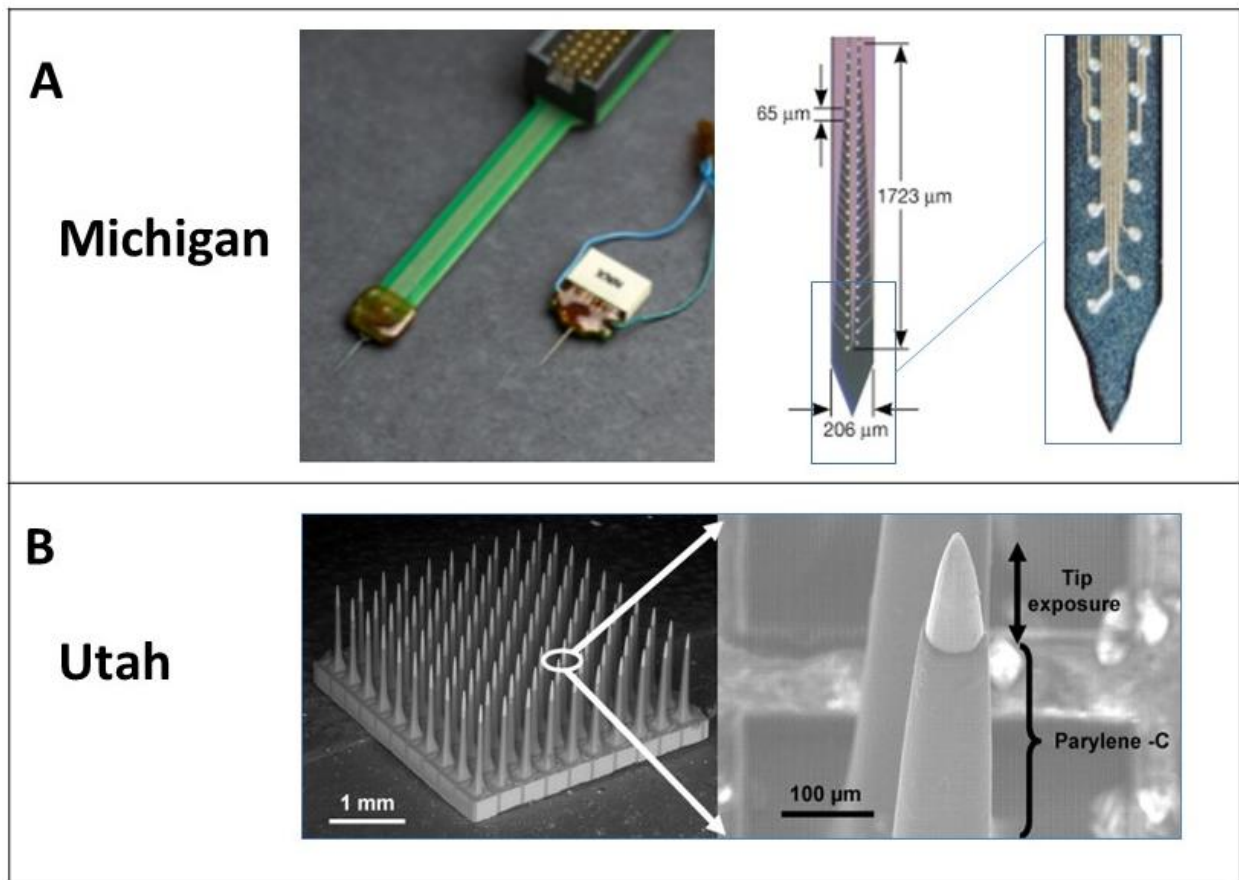 A
Michigan
65 μm
1723 μm
206 μm
B
Utah
1 mm
Tip
exposure
Parylene -C
100 μm